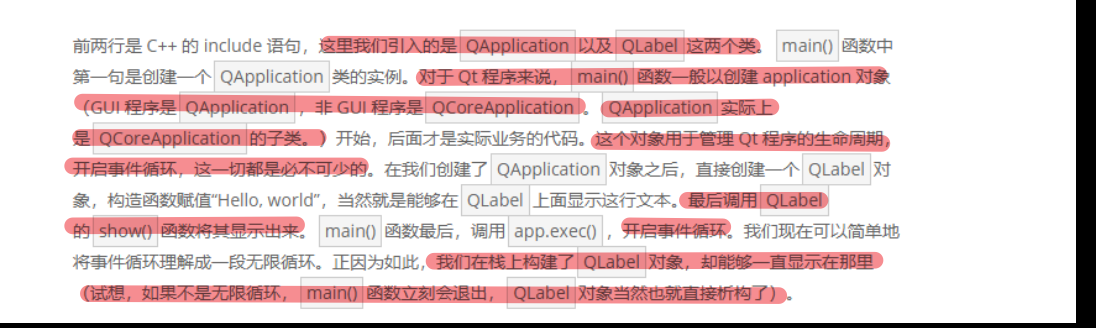 前两行是 C++ 的 include 语句，这里我们引入的是 QApplication 以及 QLabel 这两个类。 main() 函数中
第一句是创建一个 QApplication 类的实例。对于 Qt 程序来说， main() 函数一般以创建 application 对象
（GUI 程序是 QApplication ，非 GUI 程序是 QCoreApplication 。 QApplication 实际上
是 QCoreApplication 的子类。）开始，后面才是实际业务的代码。这个对象用于管理 Qt 程序的生命周期，
开启事件循环，这一切都是必不可少的。在我们创建了 QApplication 对象之后，直接创建一个 QLabel 对
象，构造函数赋值“Hello, world”，当然就是能够在 QLabel 上面显示这行文本。最后调用 QLabel
的 show() 函数将其显示出来。 main() 函数最后，调用 app.exec() ，开启事件循环。我们现在可以简单地
将事件循环理解成一段无限循环。正因为如此，我们在栈上构建了 QLabel 对象，却能够一直显示在那里
（试想，如果不是无限循环， main() 函数立刻会退出， QLabel 对象当然也就直接析构了）。